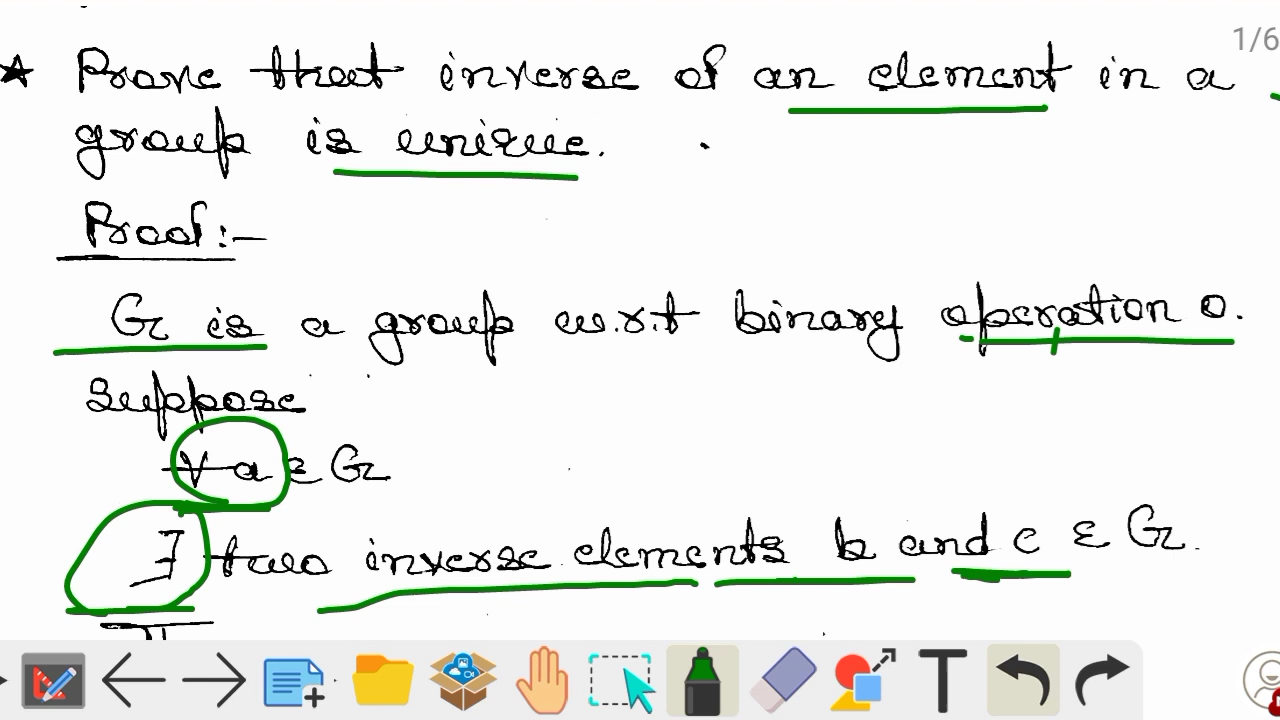 1/6
★ Prove that inverse of an element in a
group is unique.
Proof :-
G is a group w.r.t binary operation o.
Suppose
∀ a ε G
∃ two inverse elements b and c ε G.
T